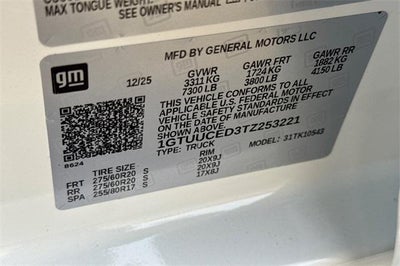 MAX TONGUE WEIGHT
SEE OWNER'S MANUAL
MFD BY GENERAL MOTORS LLC
gm
12/25
GVWR GAWR FRT GAWR RR
3311 KG 1724 KG 1882 KG
7300 LB 3800 LB 4150 LB
THIS VEHICLE CONFORMS TO ALL
APPLICABLE U.S. FEDERAL MOTOR
VEHICLE SAFETY STANDARDS IN EFFECT ON
THE DATE OF MANUFACTURE SHOWN ABOVE.
1GTUUCED3TZ253221
TYPE: TRUCK MODEL: 31TK10543
8624
TIRE SIZE RIM
FRT 275/60R20 S 20X9J
RR 275/60R20 S 20X9J
SPA 255/80R17 S 17X8J